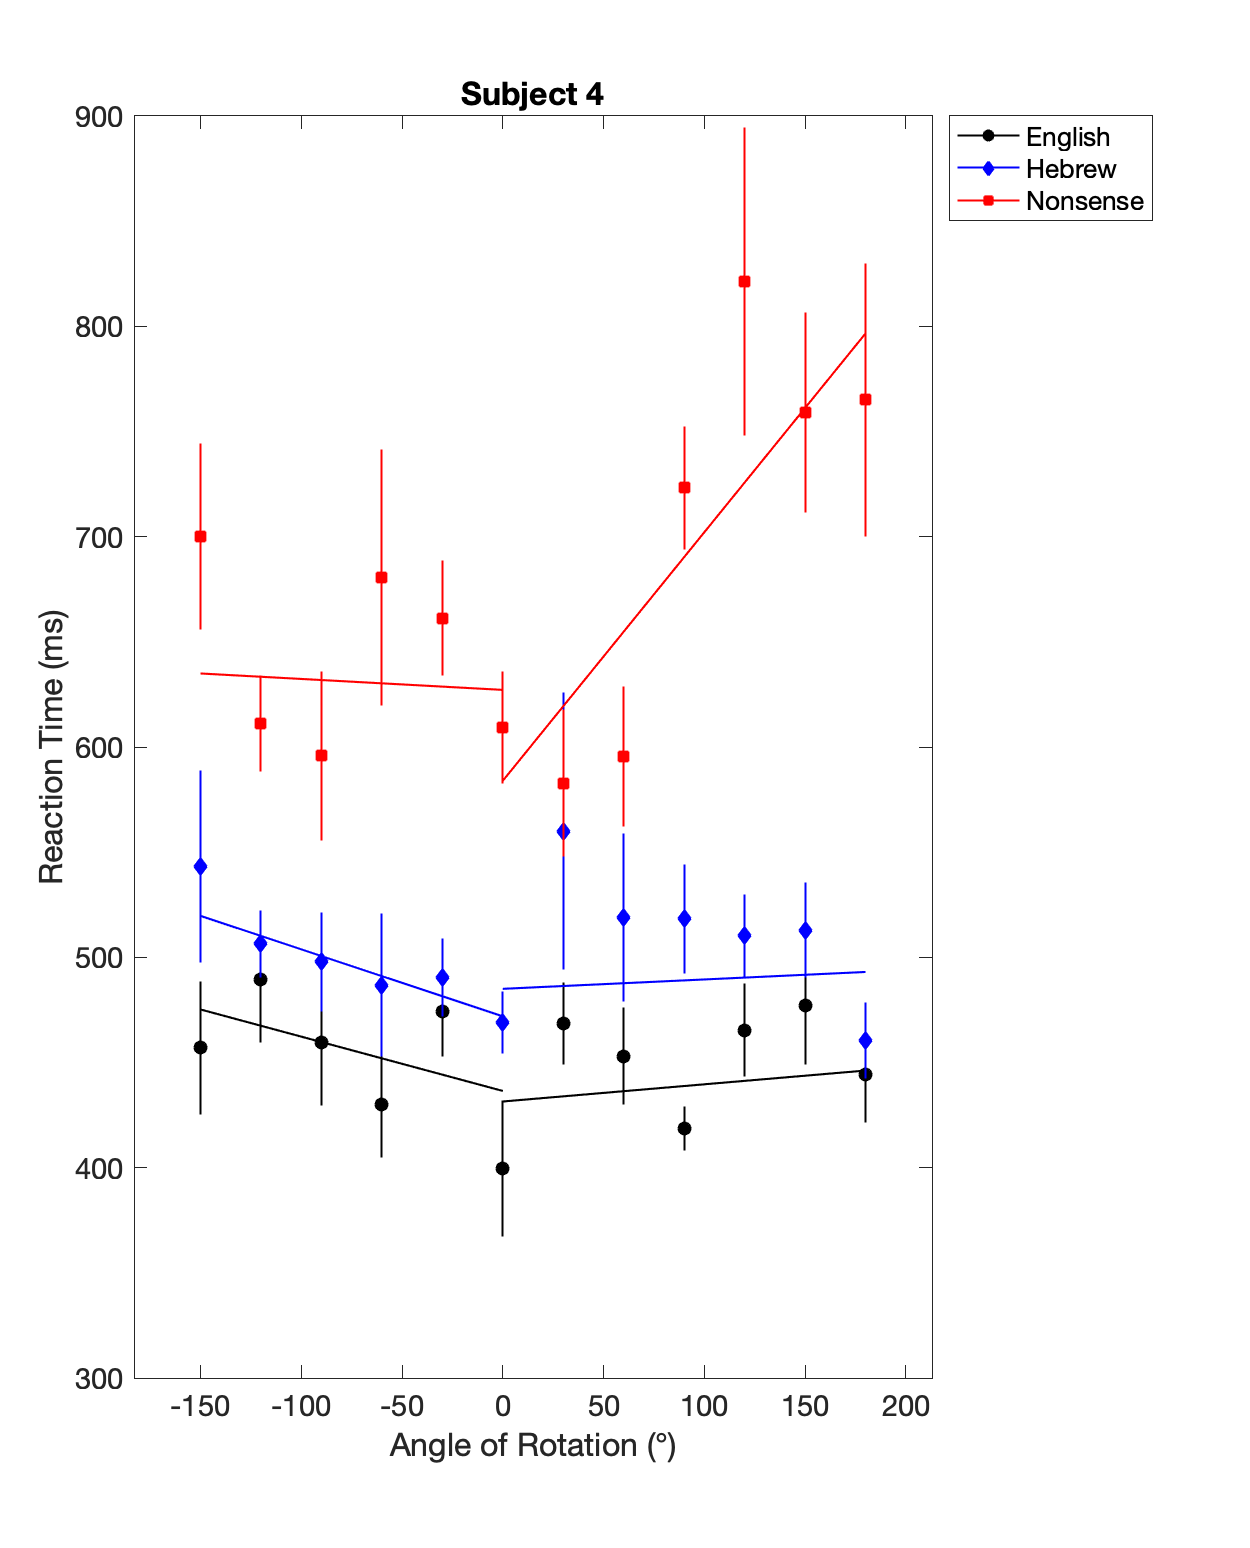 Subject 4
English
Hebrew
Nonsense
900
800
700
600
500
400
300
Reaction Time (ms)
-150 -100 -50 0 50 100 150 200
Angle of Rotation (°)